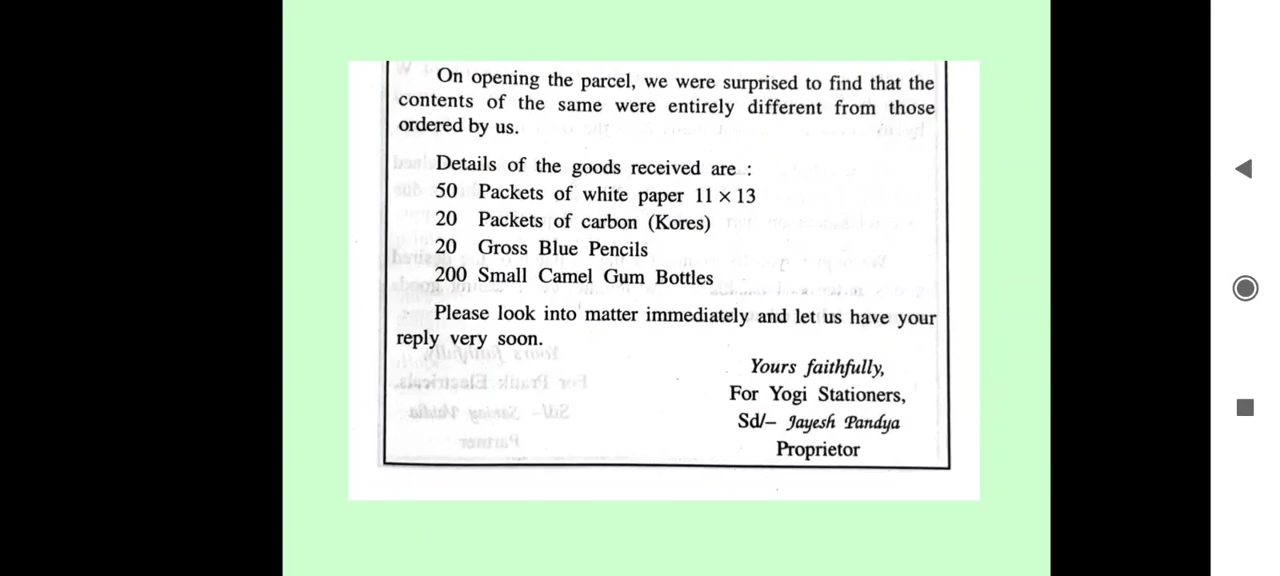 On opening the parcel, we were surprised to find that the
contents of the same were entirely different from those
ordered by us.
Details of the goods received are :
50 Packets of white paper 11 × 13
20 Packets of carbon (Kores)
20 Gross Blue Pencils
200 Small Camel Gum Bottles
Please look into matter immediately and let us have your
reply very soon.
Yours faithfully,
For Yogi Stationers,
Sd/– Jayesh Pandya
Proprietor